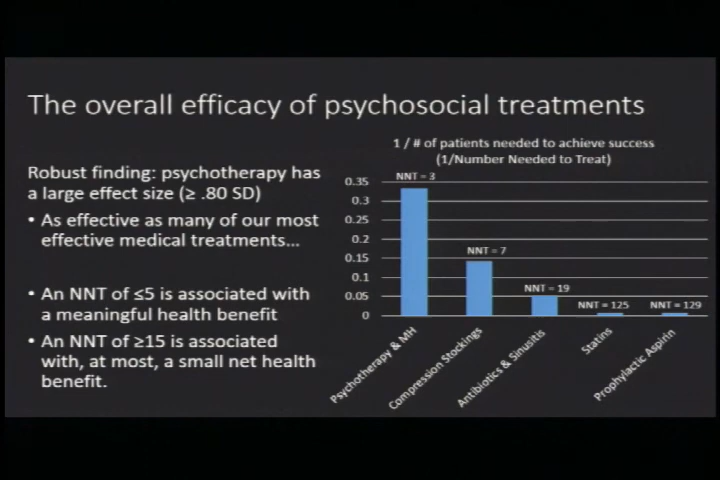 The overall efficacy of psychosocial treatments
Robust finding: psychotherapy has
a large effect size (≥ .80 SD)
• As effective as many of our most
effective medical treatments...
• An NNT of ≤5 is associated with
a meaningful health benefit
• An NNT of ≥15 is associated
with, at most, a small net health
benefit.
1 / # of patients needed to achieve success
(1/Number Needed to Treat)
0.35
0.3
0.25
0.2
0.15
0.1
0.05
0
NNT = 3
NNT = 7
NNT = 19
NNT = 125
NNT = 129
Psychotherapy & MH
Compression Stockings
Antibiotics & Sinusitis
Statins
Prophylactic Aspirin